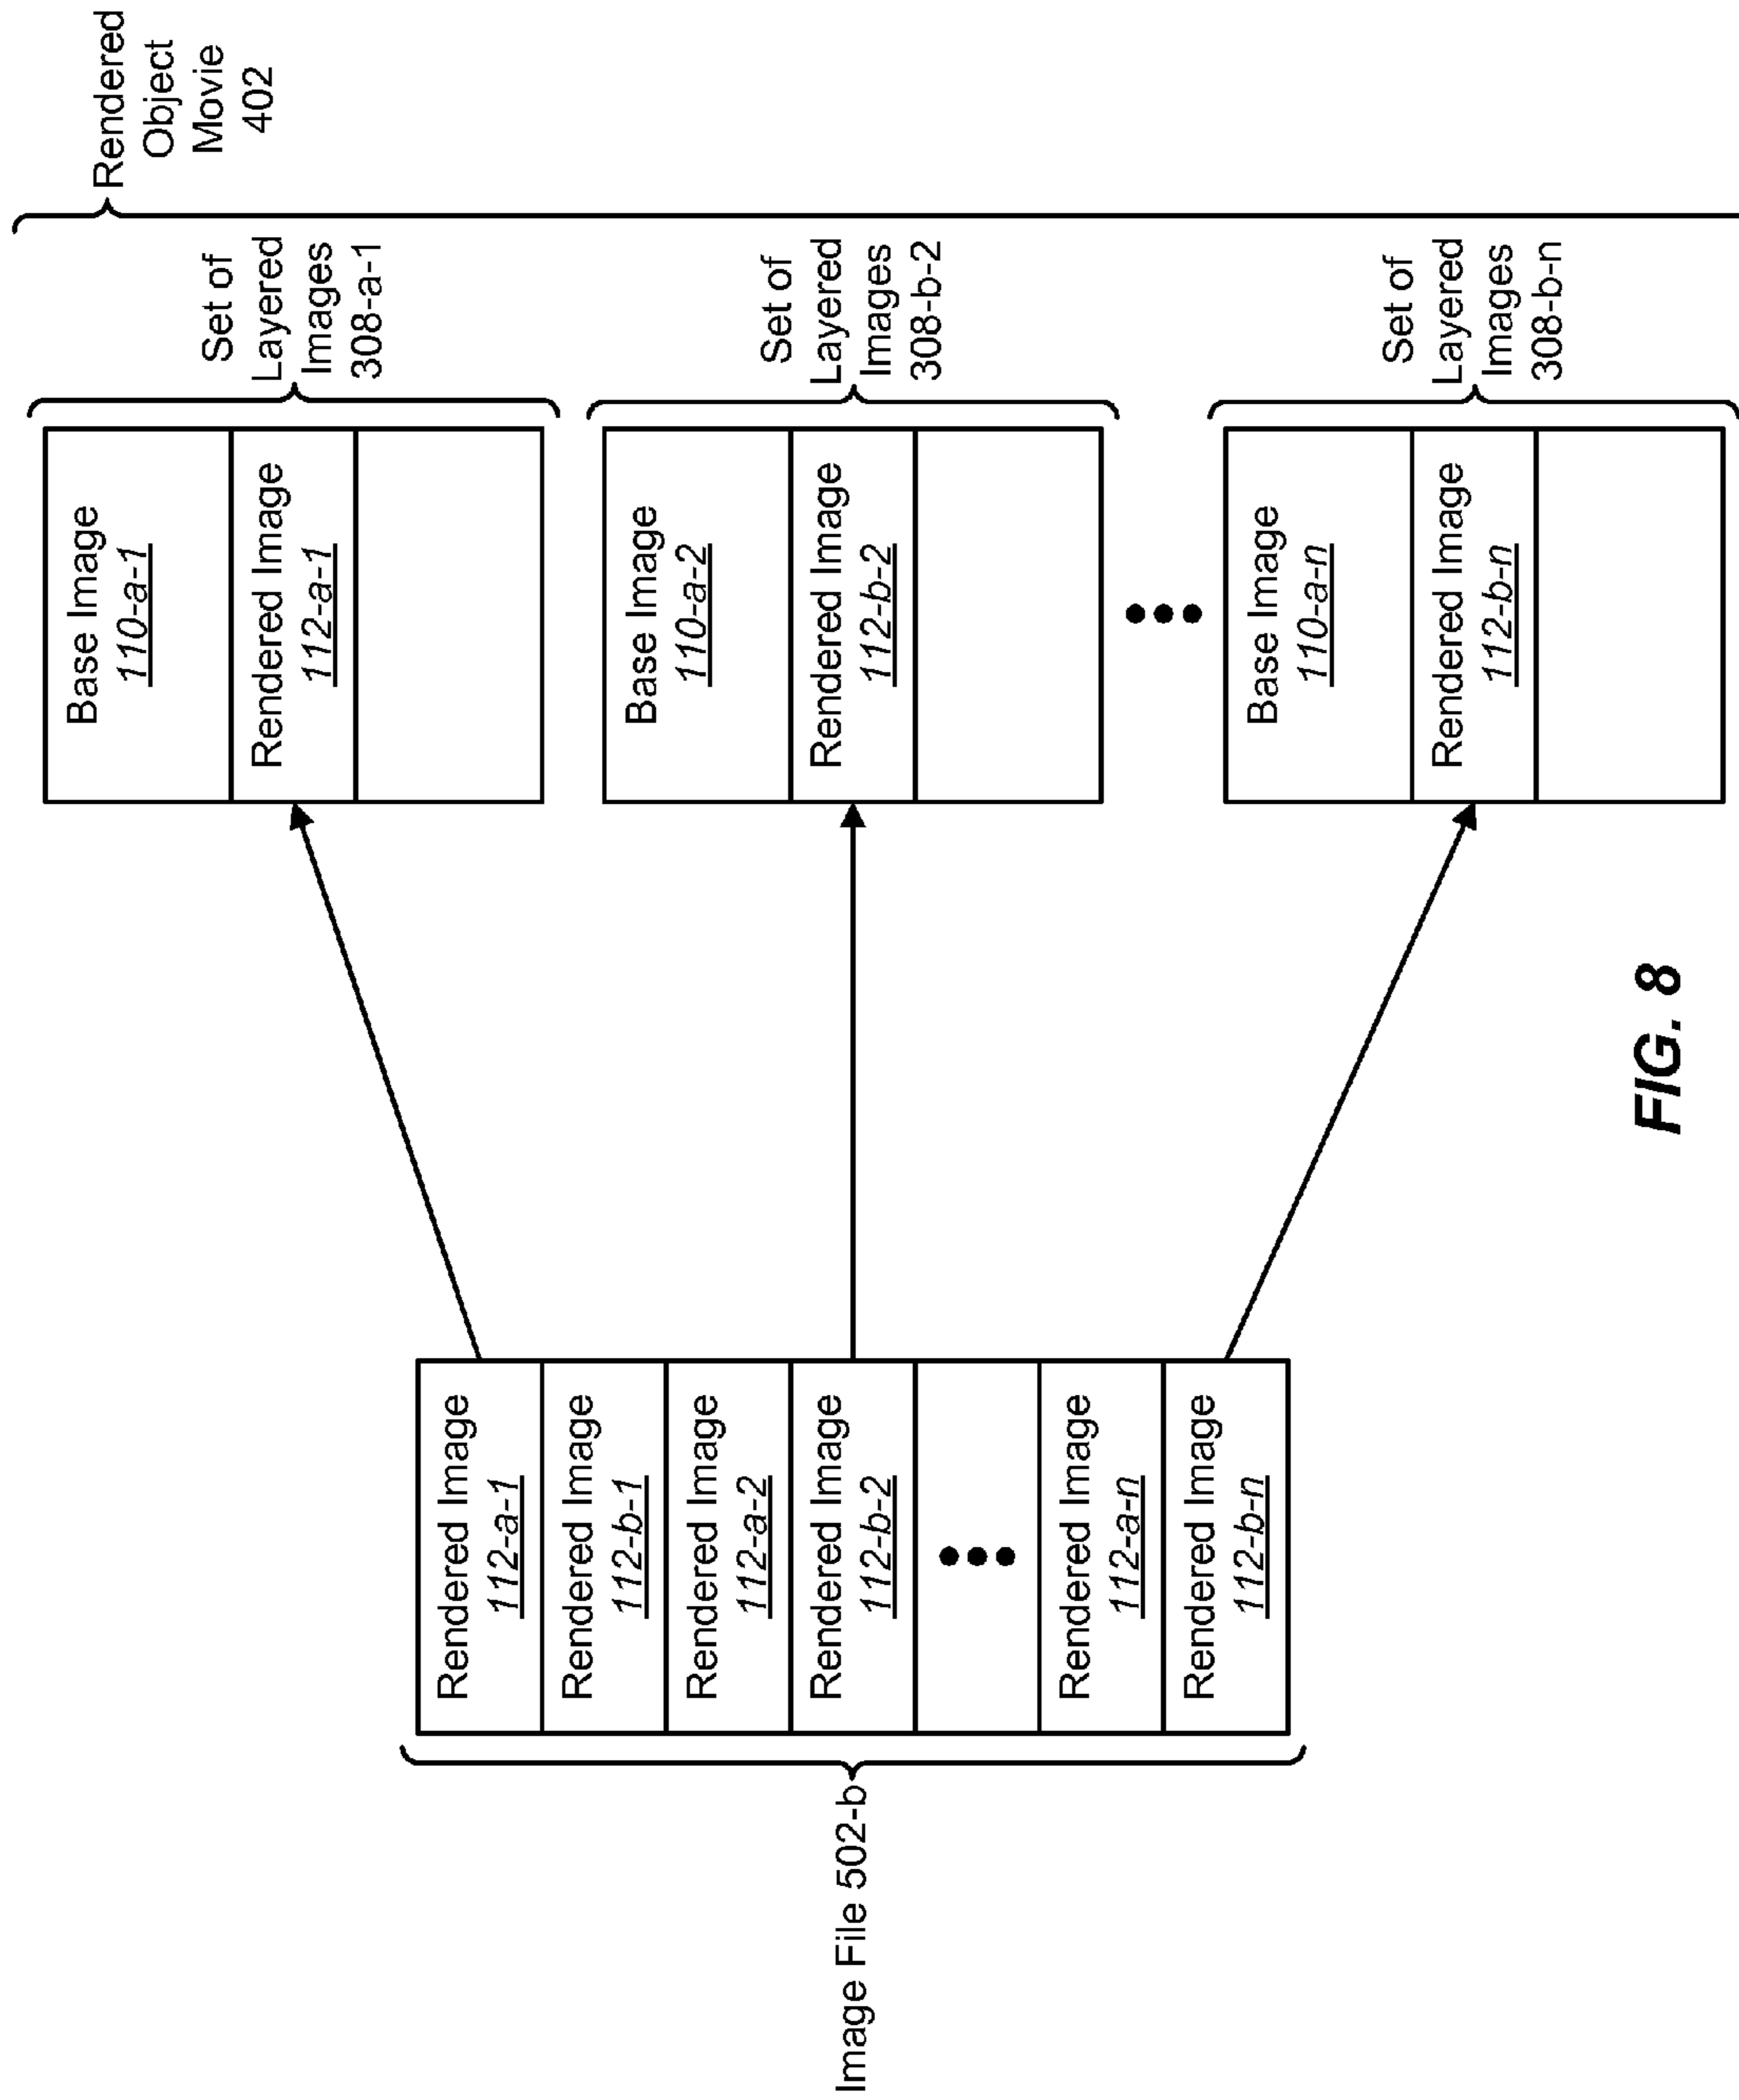 Image File 502-b
Rendered Image
112-a-1
Rendered Image
112-b-1
Rendered Image
112-a-2
Rendered Image
112-b-2
Rendered Image
112-a-n
Rendered Image
112-b-n
Base Image
110-a-1
Rendered Image
112-a-1
Set of
Layered
Images
308-a-1
Base Image
110-a-2
Rendered Image
112-b-2
Set of
Layered
Images
308-b-2
Base Image
110-a-n
Rendered Image
112-b-n
Set of
Layered
Images
308-b-n
Rendered
Object
Movie
402
FIG. 8